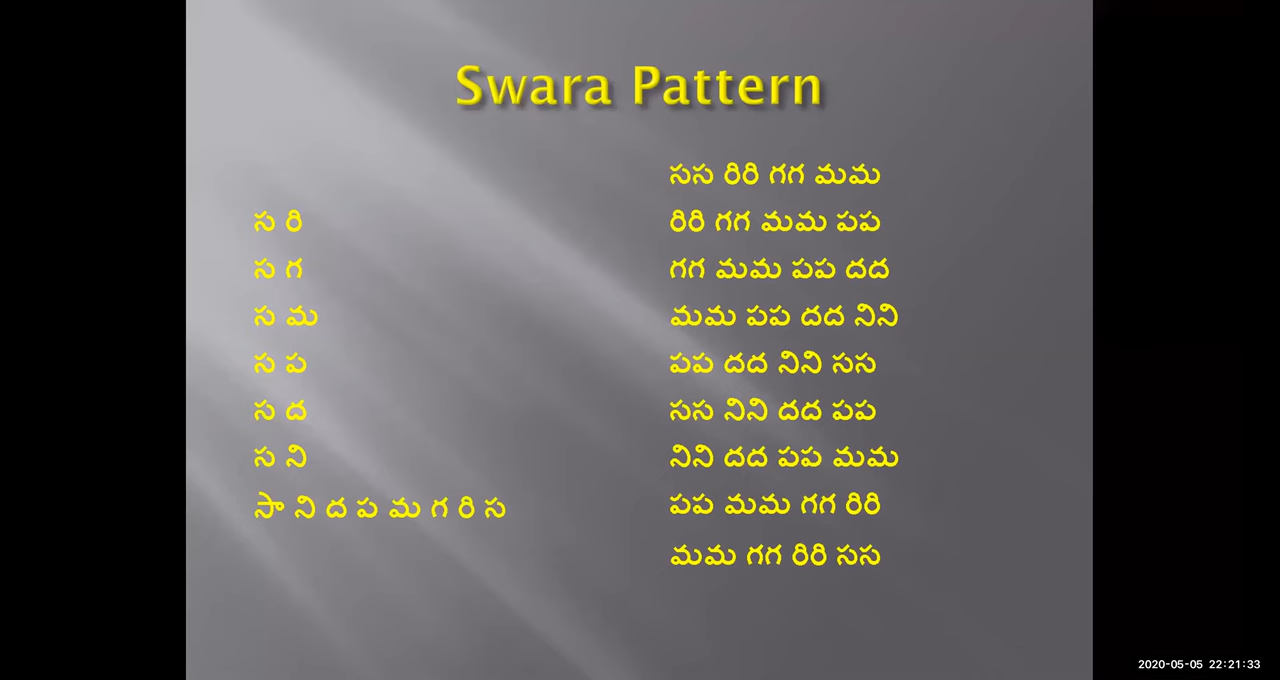 Swara Pattern
స రి
స గ
స మ
స ప
స ద
స ని
సా ని ద ప మ గ రి స
సస రిరి గగ మమ
రిరి గగ మమ పప
గగ మమ పప దద
మమ పప దద నిని
పప దద నిని సస
సస నిని దద పప
నిని దద పప మమ
పప మమ గగ రిరి
మమ గగ రిరి సస
2020-05-05 22:21:33